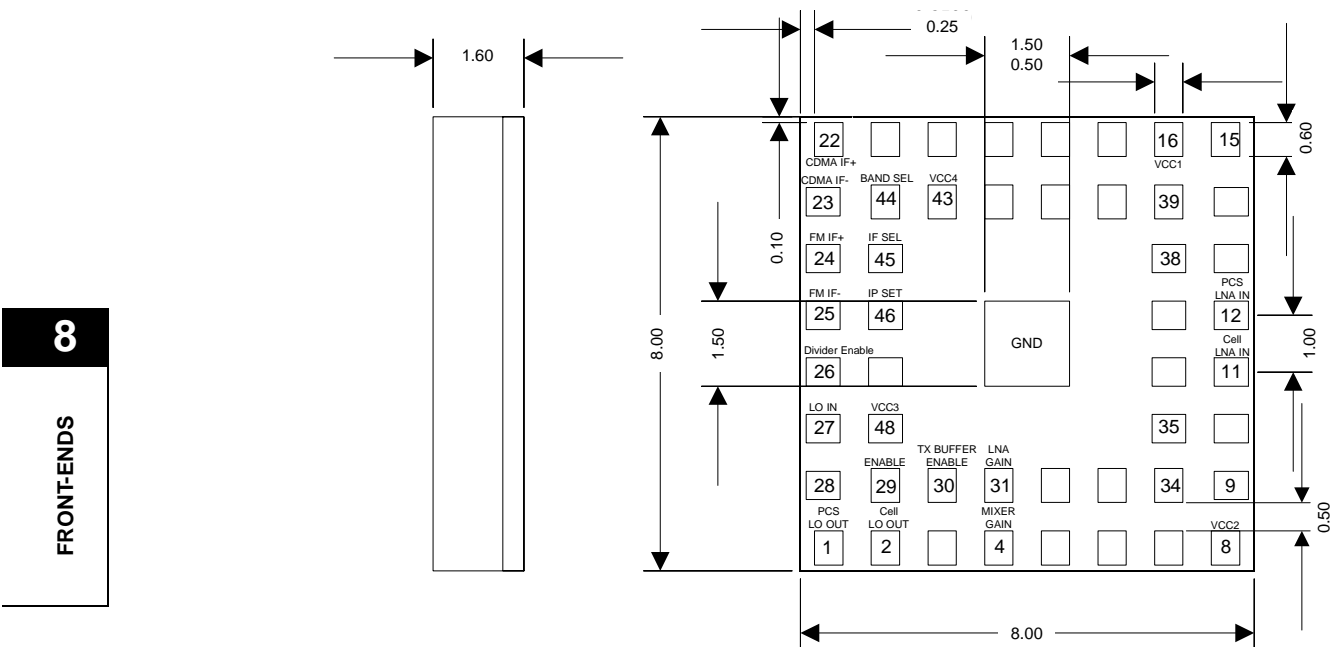 0.25
1.60
1.50
0.50
0.60
22
16
15
CDMA IF+
VCC1
CDMA IF-
BAND SEL
VCC4
23
44
43
39
0.10
FM IF+
IF SEL
24
45
38
PCS
LNA IN
FM IF-
IP SET
25
46
12
8
8.00
1.50
GND
1.00
Cell
LNA IN
Divider Enable
26
11
LO IN
VCC3
27
48
35
FRONT-ENDS
TX BUFFER
ENABLE
LNA
GAIN
ENABLE
28
29
30
31
34
9
0.50
PCS
LO OUT
Cell
LO OUT
MIXER
GAIN
VCC2
1
2
4
8
8.00